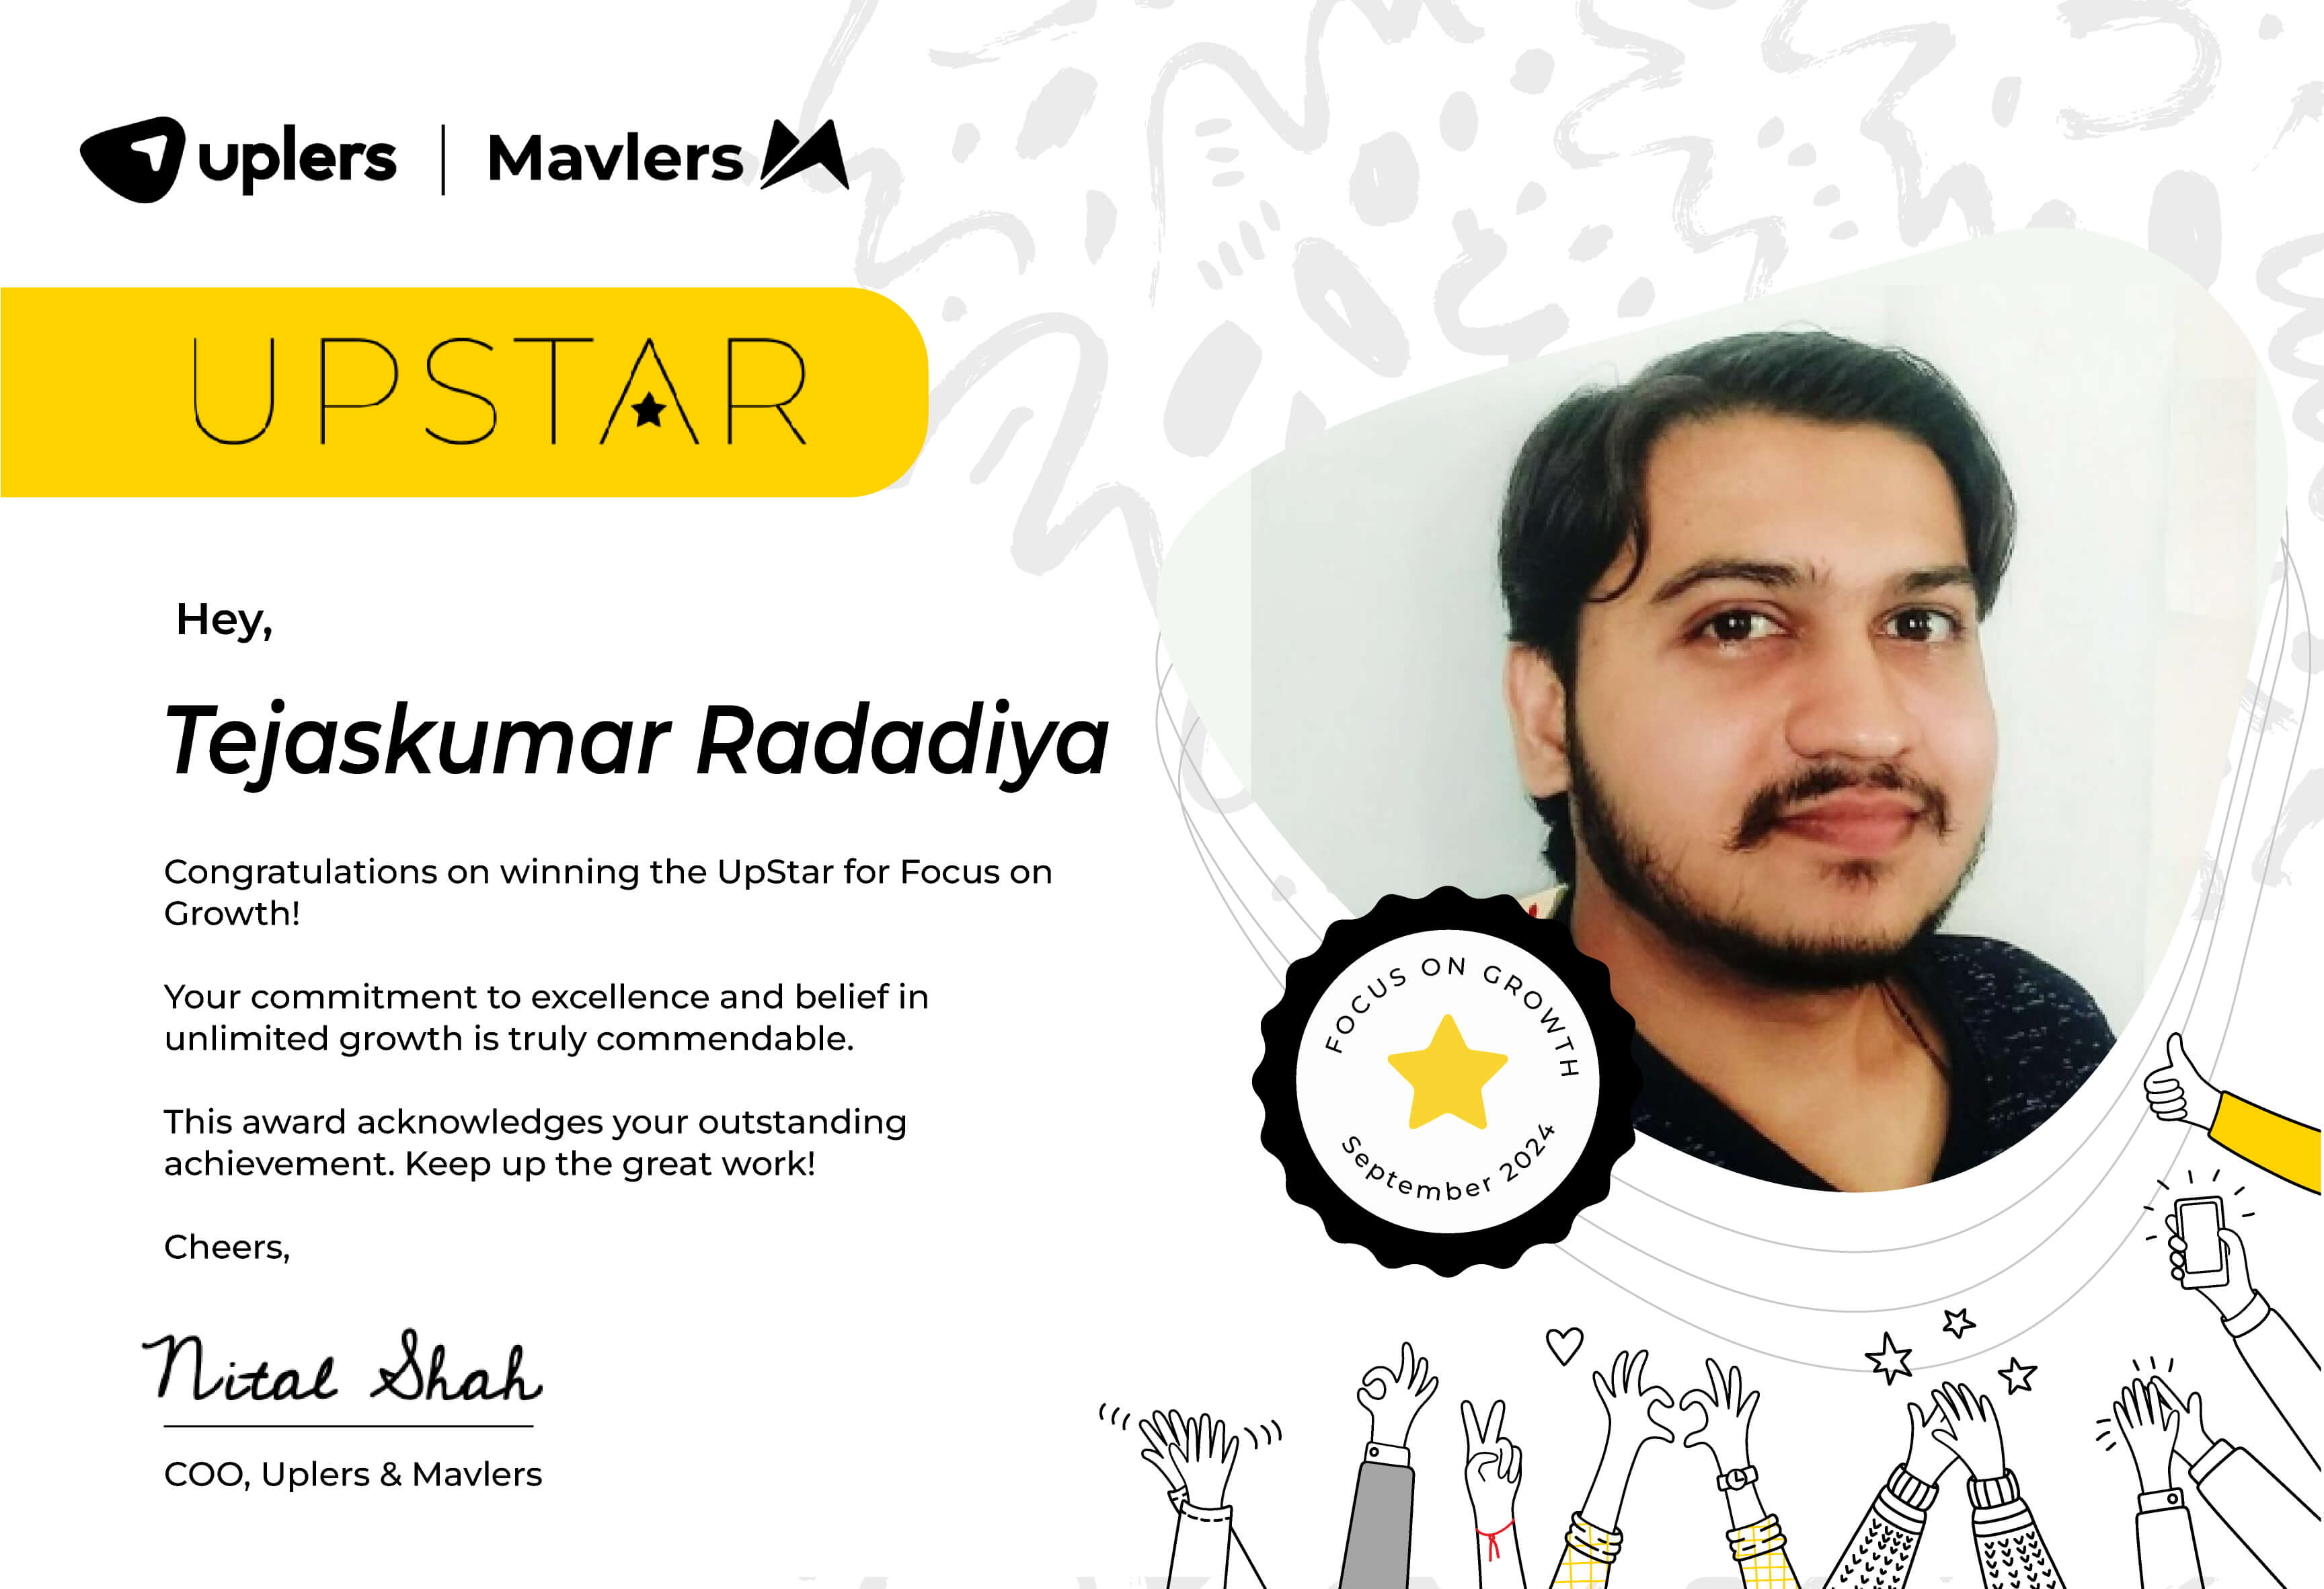 uplers | Mavlers
UPSTAR
Hey,
Tejaskumar Radadiya
Congratulations on winning the UpStar for Focus on
Growth!
Your commitment to excellence and belief in
unlimited growth is truly commendable.
This award acknowledges your outstanding
achievement. Keep up the great work!
Cheers,
Nital Shah
COO, Uplers & Mavlers
FOCUS ON GROWTH
September 2024